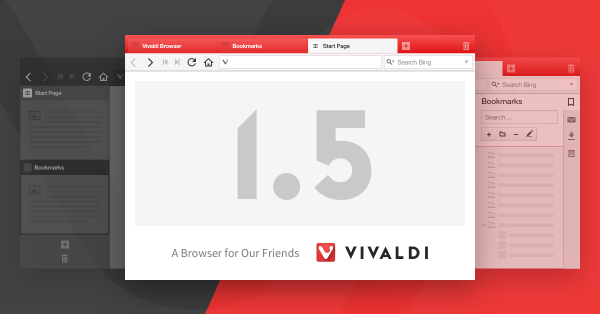 Vivaldi Browser
Bookmarks
Start Page
Search Bing
1.5
A Browser for Our Friends
VIVALDI
Start Page
Bookmarks
Search Bing
Bookmarks
Search...